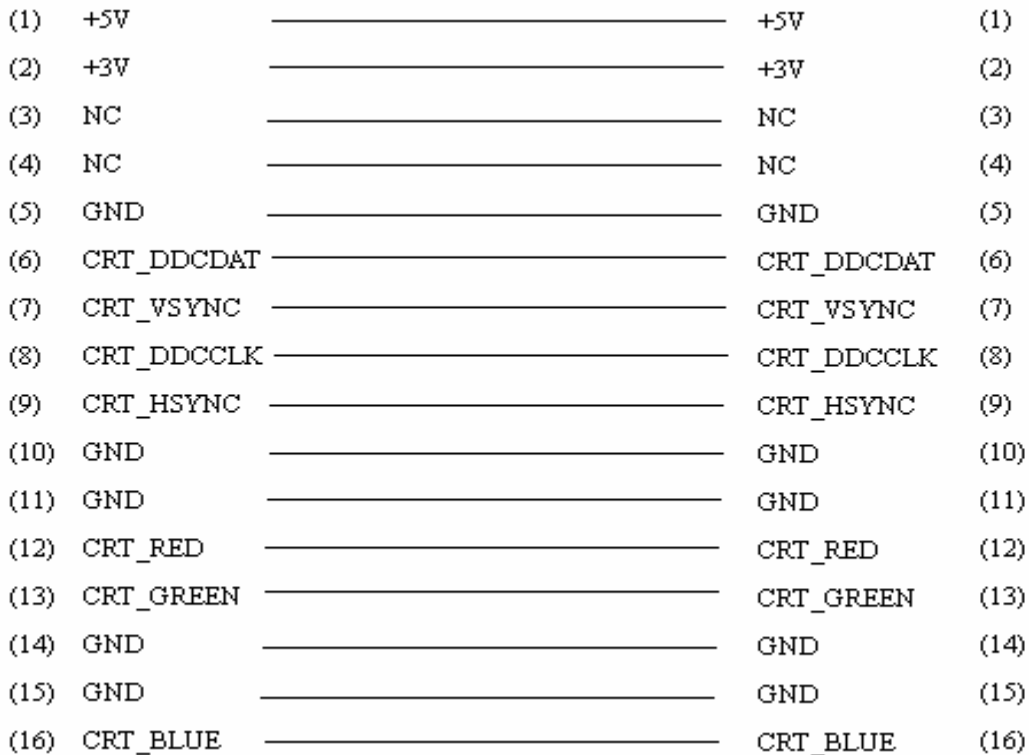 (1) +5V +5V (1)
(2) +3V +3V (2)
(3) NC NC (3)
(4) NC NC (4)
(5) GND GND (5)
(6) CRT_DDCDAT CRT_DDCDAT (6)
(7) CRT_VSYNC CRT_VSYNC (7)
(8) CRT_DDCCLK CRT_DDCCLK (8)
(9) CRT_HSYNC CRT_HSYNC (9)
(10) GND GND (10)
(11) GND GND (11)
(12) CRT_RED CRT_RED (12)
(13) CRT_GREEN CRT_GREEN (13)
(14) GND GND (14)
(15) GND GND (15)
(16) CRT_BLUE CRT_BLUE (16)